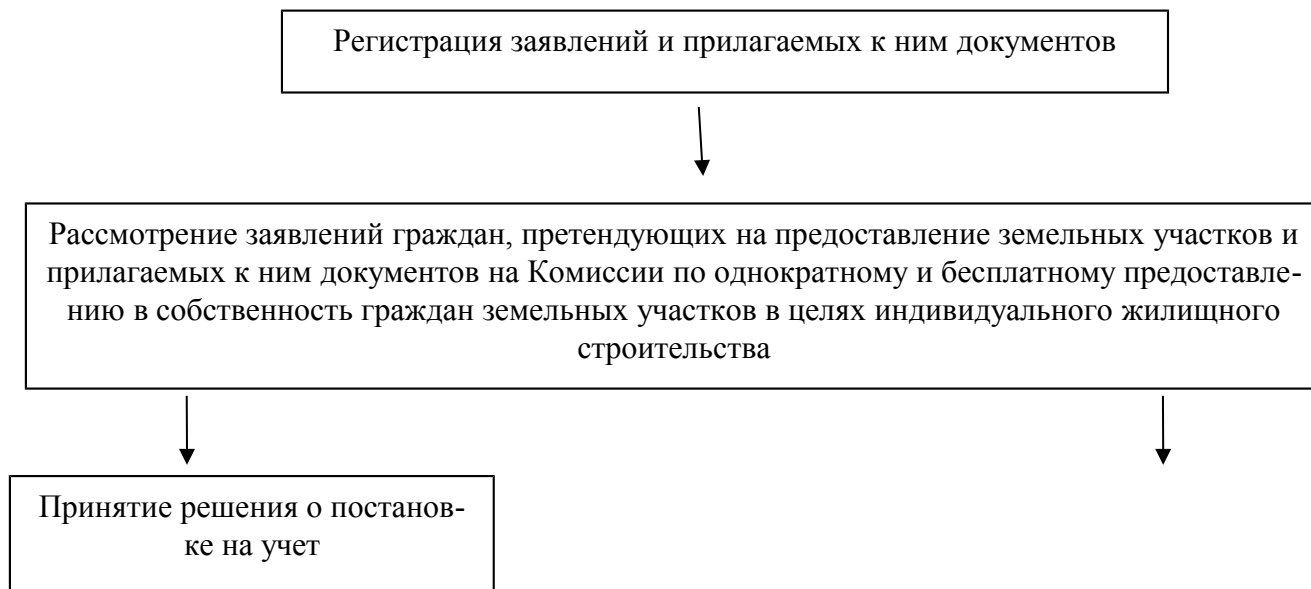 Регистрация заявлений и прилагаемых к ним документов
Рассмотрение заявлений граждан, претендующих на предоставление земельных участков и
прилагаемых к ним документов на Комиссии по однократному и бесплатному предоставле-
нию в собственность граждан земельных участков в целях индивидуального жилищного
строительства
Принятие решения о постанов-
ке на учет